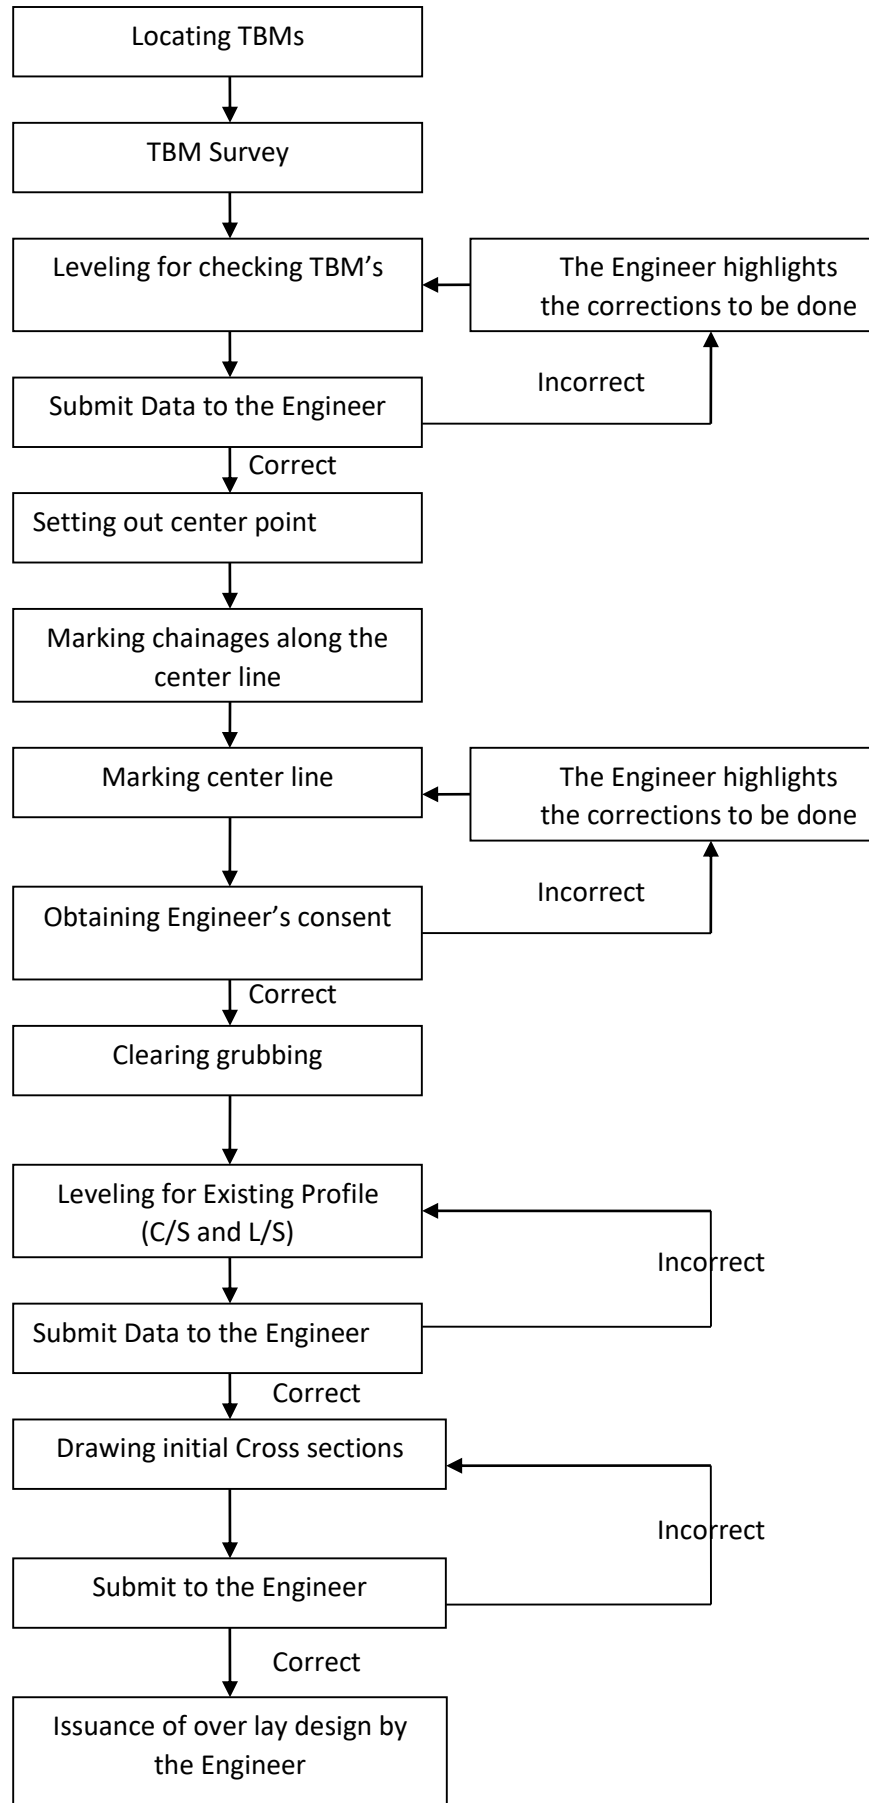 Locating TBMs
TBM Survey
Leveling for checking TBM’s
The Engineer highlights
the corrections to be done
Incorrect
Submit Data to the Engineer
Correct
Setting out center point
Marking chainages along the
center line
Marking center line
The Engineer highlights
the corrections to be done
Incorrect
Obtaining Engineer’s consent
Correct
Clearing grubbing
Leveling for Existing Profile
(C/S and L/S)
Incorrect
Submit Data to the Engineer
Correct
Drawing initial Cross sections
Incorrect
Submit to the Engineer
Correct
Issuance of over lay design by
the Engineer